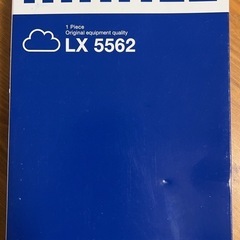 1 Piece
Original equipment quality
LX 5562